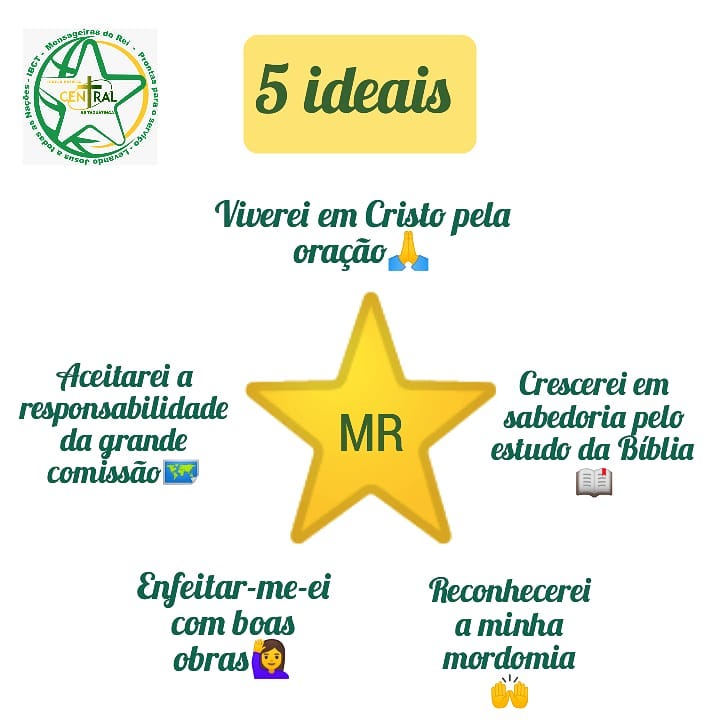 IBCT - Mensageiras do Rei - Prontas para o serviço - Levando Jesus a todas as Nações -
CENTRAL
5 ideais
Viverei em Cristo pela
oração🙏
Aceitarei a
responsabilidade
da grande
comissão🗺️
MR
Crescerei em
sabedoria pelo
estudo da Bíblia
📖
Enfeitar-me-ei
com boas
obras🙋‍♀️
Reconhecerei
a minha
mordomia
🙌